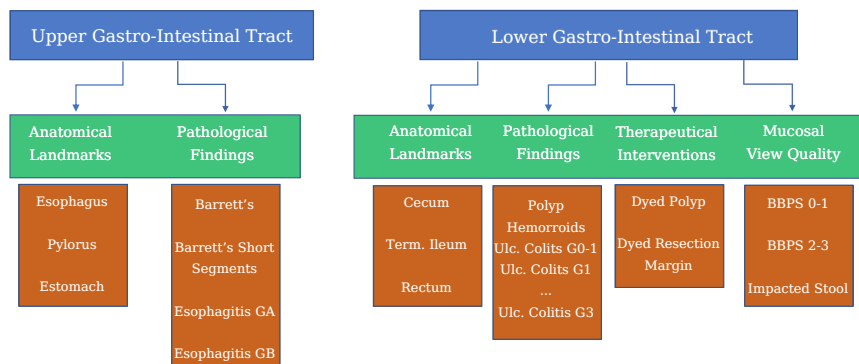 Upper Gastro-Intestinal Tract
Lower Gastro-Intestinal Tract
Anatomical
Landmarks
Pathological
Findings
Anatomical
Landmarks
Pathological
Findings
Therapeutical
Interventions
Mucosal
View Quality
Esophagus
Pylorus
Estomach
Barrett's
Barrett's Short
Segments
Esophagitis GA
Esophagitis GB
Cecum
Term. Ileum
Rectum
Polyp
Hemorroids
Ulc. Colits G0-1
Ulc. Colits G1
...
Ulc. Colitis G3
Dyed Polyp
Dyed Resection
Margin
BBPS 0-1
BBPS 2-3
Impacted Stool